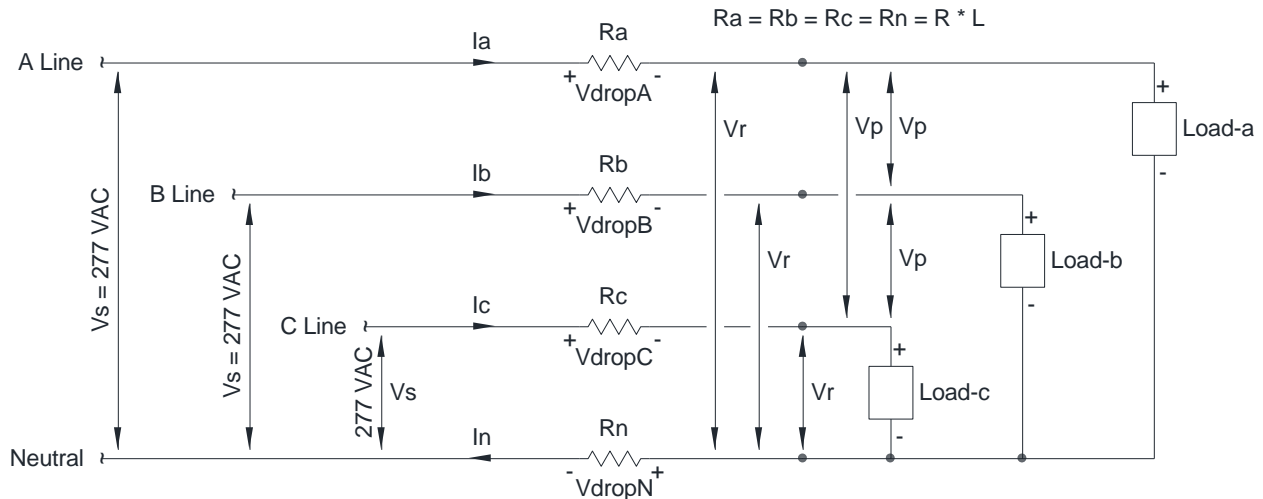 Ra = Rb = Rc = Rn = R * L
Ia
Ra
A Line
+ -
VdropA
+
Vr
Vp
Vp
Load-a
-
Ib
Rb
B Line
+ -
VdropB
+
Vs = 277 VAC
Vs = 277 VAC
Vr
Vp
Load-b
-
Ic
Rc
C Line
+ -
VdropC
+
277 VAC
Vs
Vr
Load-c
-
In
Rn
Neutral
- +
VdropN